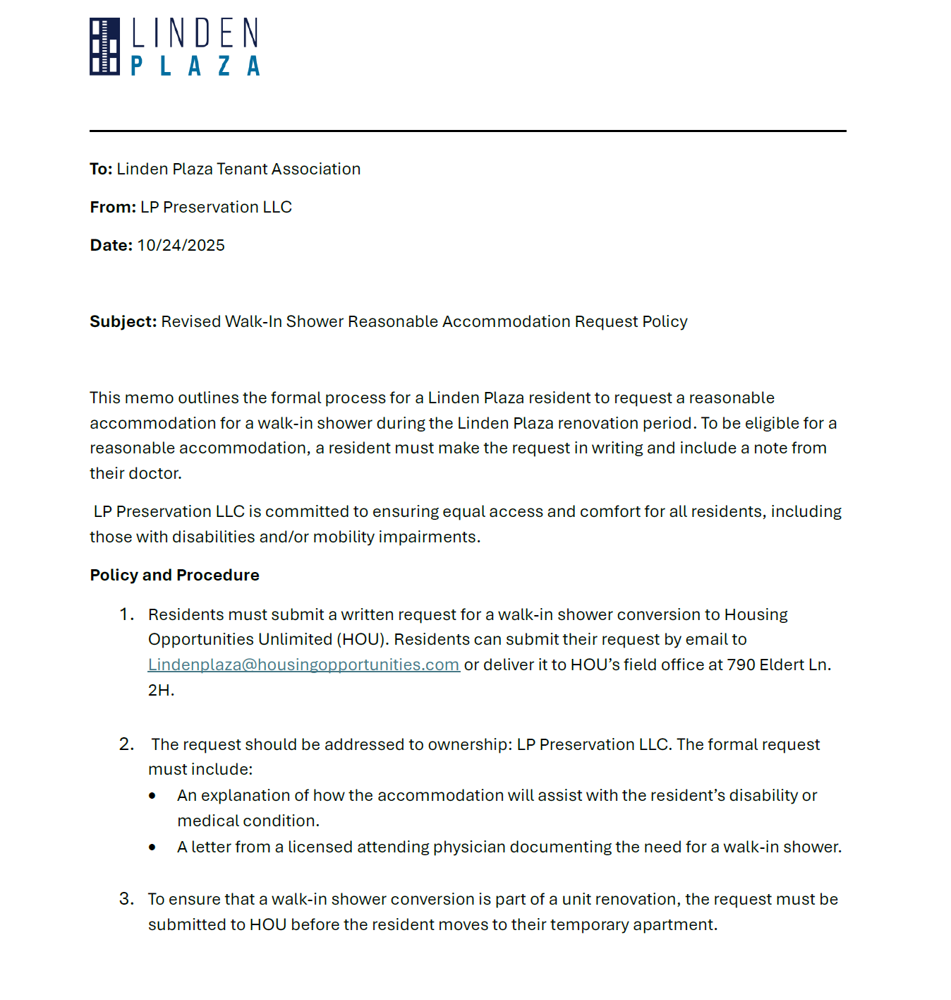 LINDEN
PLAZA
To: Linden Plaza Tenant Association
From: LP Preservation LLC
Date: 10/24/2025
Subject: Revised Walk-In Shower Reasonable Accommodation Request Policy
This memo outlines the formal process for a Linden Plaza resident to request a reasonable
accommodation for a walk-in shower during the Linden Plaza renovation period. To be eligible for a
reasonable accommodation, a resident must make the request in writing and include a note from
their doctor.
LP Preservation LLC is committed to ensuring equal access and comfort for all residents, including
those with disabilities and/or mobility impairments.
Policy and Procedure
1. Residents must submit a written request for a walk-in shower conversion to Housing
Opportunities Unlimited (HOU). Residents can submit their request by email to
Lindenplaza@housingopportunities.com or deliver it to HOU’s field office at 790 Eldert Ln.
2H.
2. The request should be addressed to ownership: LP Preservation LLC. The formal request
must include:
• An explanation of how the accommodation will assist with the resident’s disability or
medical condition.
• A letter from a licensed attending physician documenting the need for a walk-in shower.
3. To ensure that a walk-in shower conversion is part of a unit renovation, the request must be
submitted to HOU before the resident moves to their temporary apartment.